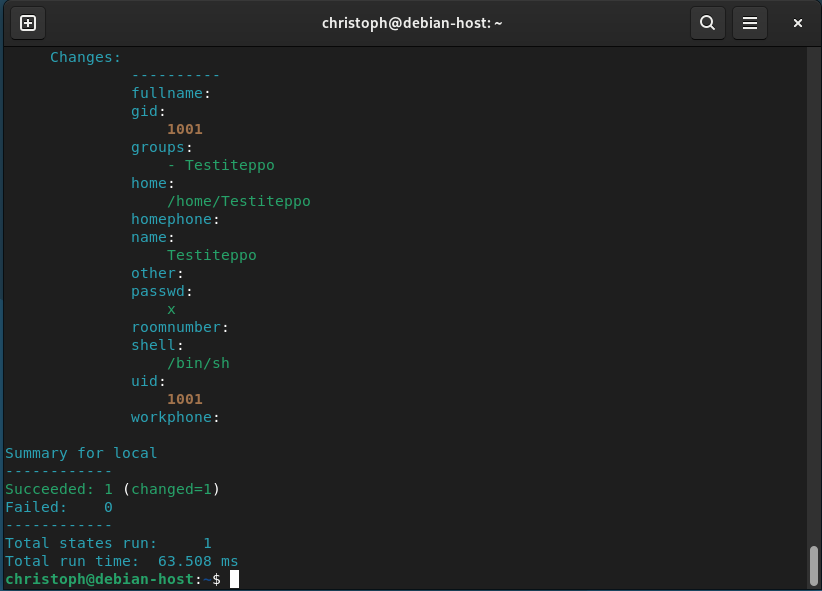 christoph@debian-host: ~
Changes:
----------
fullname:
gid:
1001
groups:
- Testiteppo
home:
/home/Testiteppo
homephone:
name:
Testiteppo
other:
passwd:
x
roomnumber:
shell:
/bin/sh
uid:
1001
workphone:
Summary for local
------------
Succeeded: 1 (changed=1)
Failed:    0
------------
Total states run:     1
Total run time:  63.508 ms
christoph@debian-host:~$